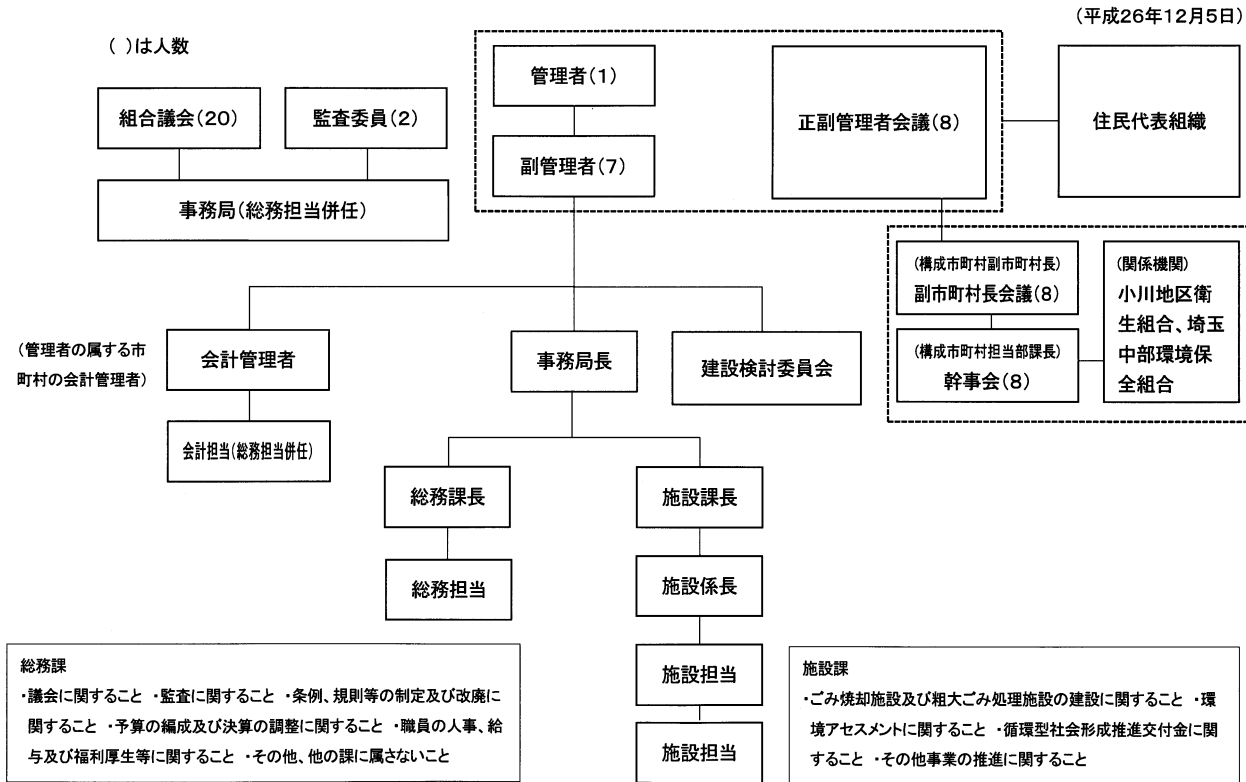 (平成26年12月5日)
( )は人数
管理者(1)
組合議会(20)
監査委員(2)
正副管理者会議(8)
住民代表組織
副管理者(7)
事務局(総務担当併任)
(構成市町村副市町村長)
副市町村長会議(8)
(関係機関)
小川地区衛
生組合、埼玉
中部環境保
全組合
(構成市町村担当部課長)
幹事会(8)
(管理者の属する市
町村の会計管理者)
会計管理者
事務局長
建設検討委員会
会計担当(総務担当併任)
総務課長
施設課長
総務担当
施設係長
施設担当
施設担当
総務課
・議会に関すること ・監査に関すること ・条例、規則等の制定及び改廃に
関すること ・予算の編成及び決算の調整に関すること ・職員の人事、給
与及び福利厚生等に関すること ・その他、他の課に属さないこと
施設課
・ごみ焼却施設及び粗大ごみ処理施設の建設に関すること ・環
境アセスメントに関すること ・循環型社会形成推進交付金に関
すること ・その他事業の推進に関すること